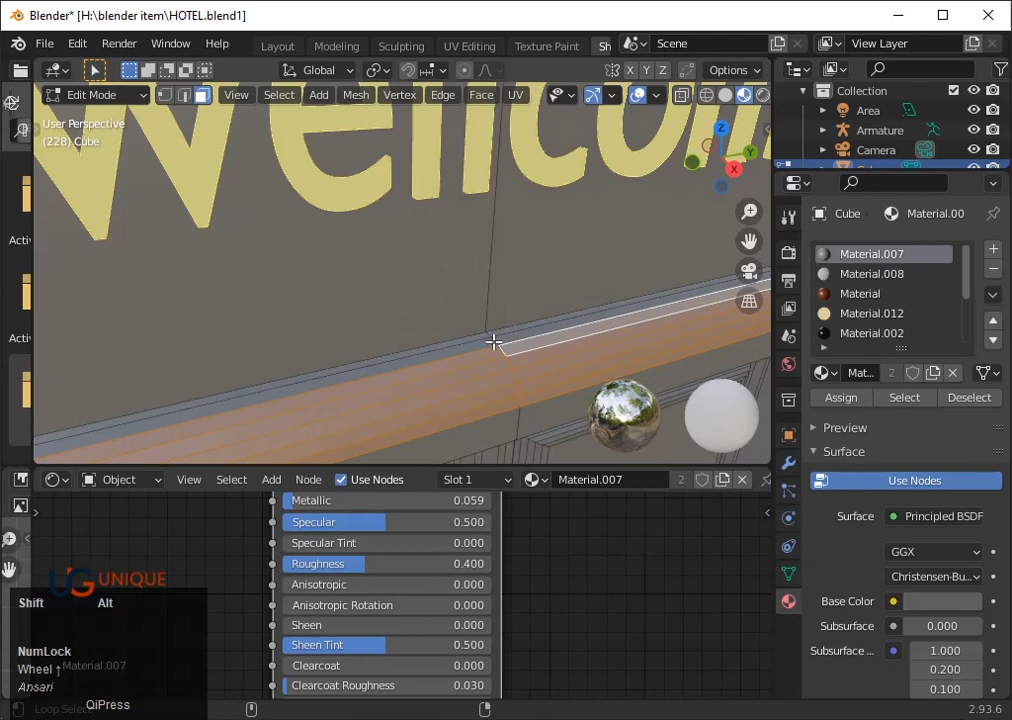 Blender* [H:\blender item\HOTEL.blend1]
File Edit Render Window Help Layout Modeling Sculpting UV Editing Texture Paint Sh Scene View Layer
Global X Y Z Options
Edit Mode View Select Add Mesh Vertex Edge Face UV
Collection
Area
Armature
Camera
User Perspective
(228) Cube
Welcom
Z
Y
X
Cube Material.00
Material.007
Material.008
Material
Material.012
Material.002
Mat... 2
Assign Select Deselect
Preview
Surface
Use Nodes
Surface Principled BSDF
GGX
Christensen-Bu...
Base Color
Subsurface 0.000
Subsurface ... 1.000
0.200
0.100
Acti
Acti
Object View Select Add Node Use Nodes Slot 1 Material.007 2
Metallic 0.059
Specular 0.500
Specular Tint 0.000
Roughness 0.400
Anisotropic 0.000
Anisotropic Rotation 0.000
Sheen 0.000
Sheen Tint 0.500
Clearcoat 0.000
Clearcoat Roughness 0.030
UG UNIQUE
Shift Alt
NumLock
Wheel ↑
Material.007
Ansari
QiPress
Loop Select
2.93.6